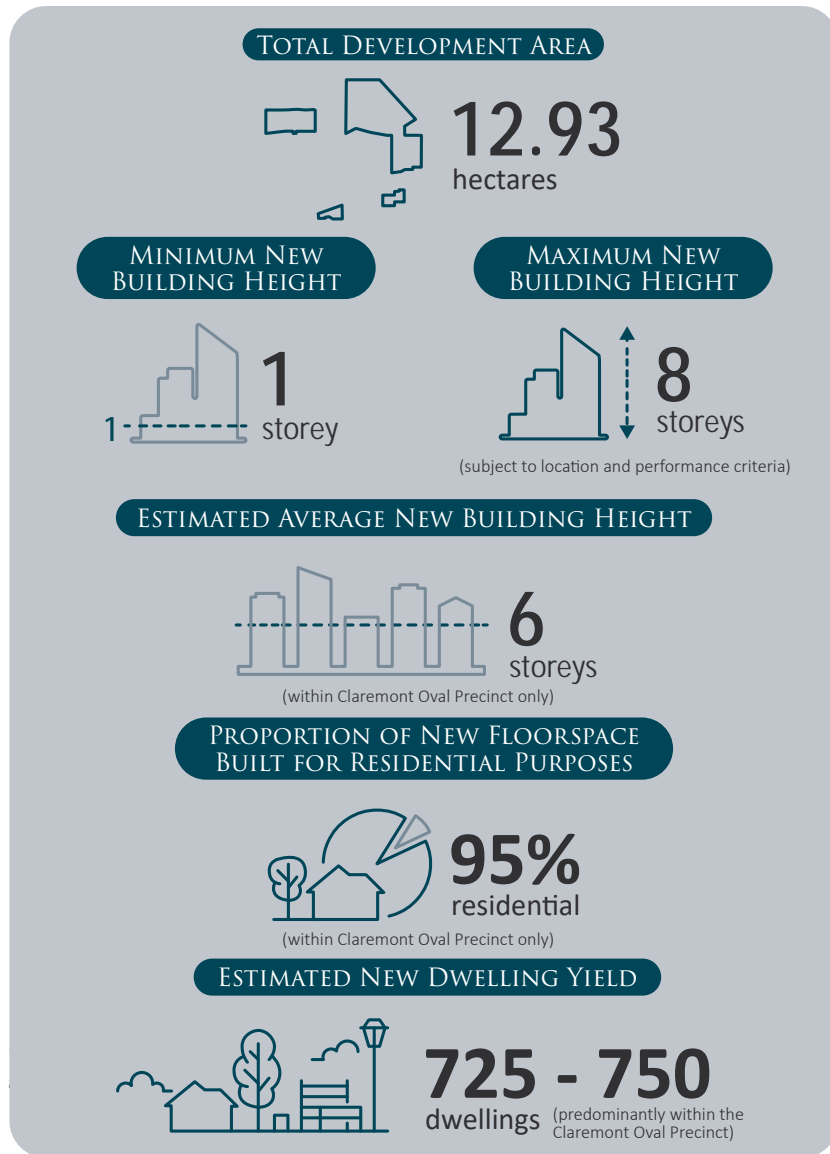 TOTAL DEVELOPMENT AREA
12.93
hectares
MINIMUM NEW
BUILDING HEIGHT
1
1
storey
MAXIMUM NEW
BUILDING HEIGHT
8
storeys
(subject to location and performance criteria)
ESTIMATED AVERAGE NEW BUILDING HEIGHT
6
storeys
(within Claremont Oval Precinct only)
PROPORTION OF NEW FLOORSPACE
BUILT FOR RESIDENTIAL PURPOSES
95%
residential
(within Claremont Oval Precinct only)
ESTIMATED NEW DWELLING YIELD
725 - 750
dwellings (predominantly within the
Claremont Oval Precinct)